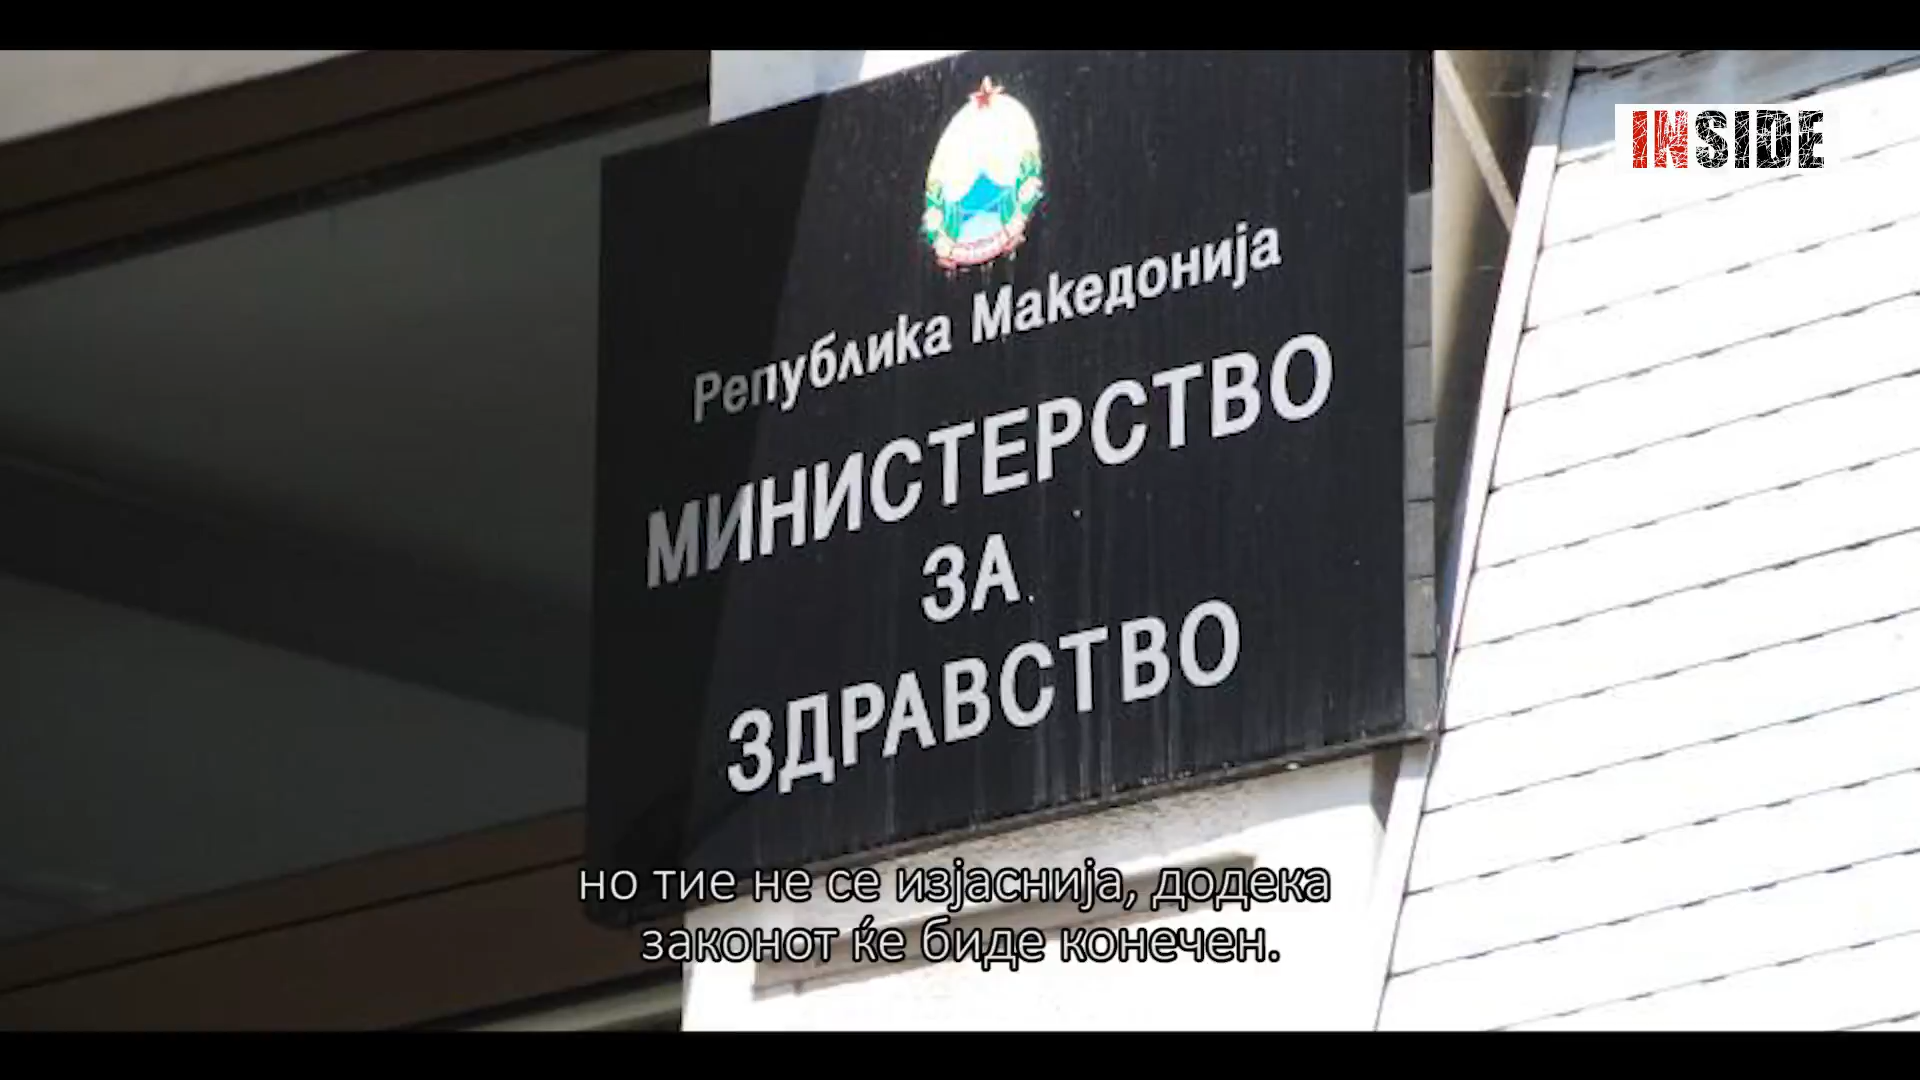 INSIDE
Република Македонија
МИНИСТЕРСТВО
ЗА
ЗДРАВСТВО
но тие не се изјаснија, додека
законот ќе биде конечен.